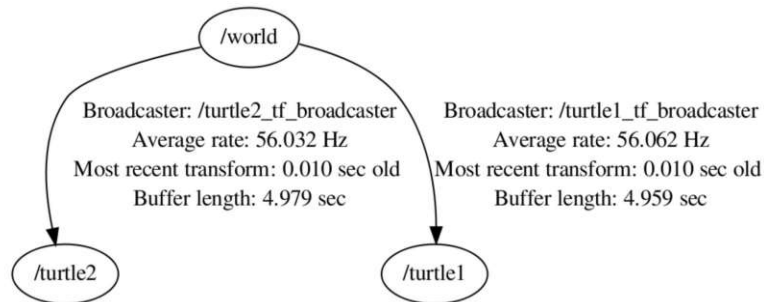 /world
Broadcaster: /turtle2_tf_broadcaster
Average rate: 56.032 Hz
Most recent transform: 0.010 sec old
Buffer length: 4.979 sec
Broadcaster: /turtle1_tf_broadcaster
Average rate: 56.062 Hz
Most recent transform: 0.010 sec old
Buffer length: 4.959 sec
/turtle2
/turtle1